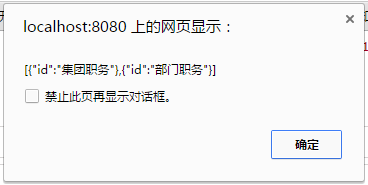 localhost:8080 上的网页显示：
[{"id":"集团职务"},{"id":"部门职务"}]
禁止此页再显示对话框。
确定